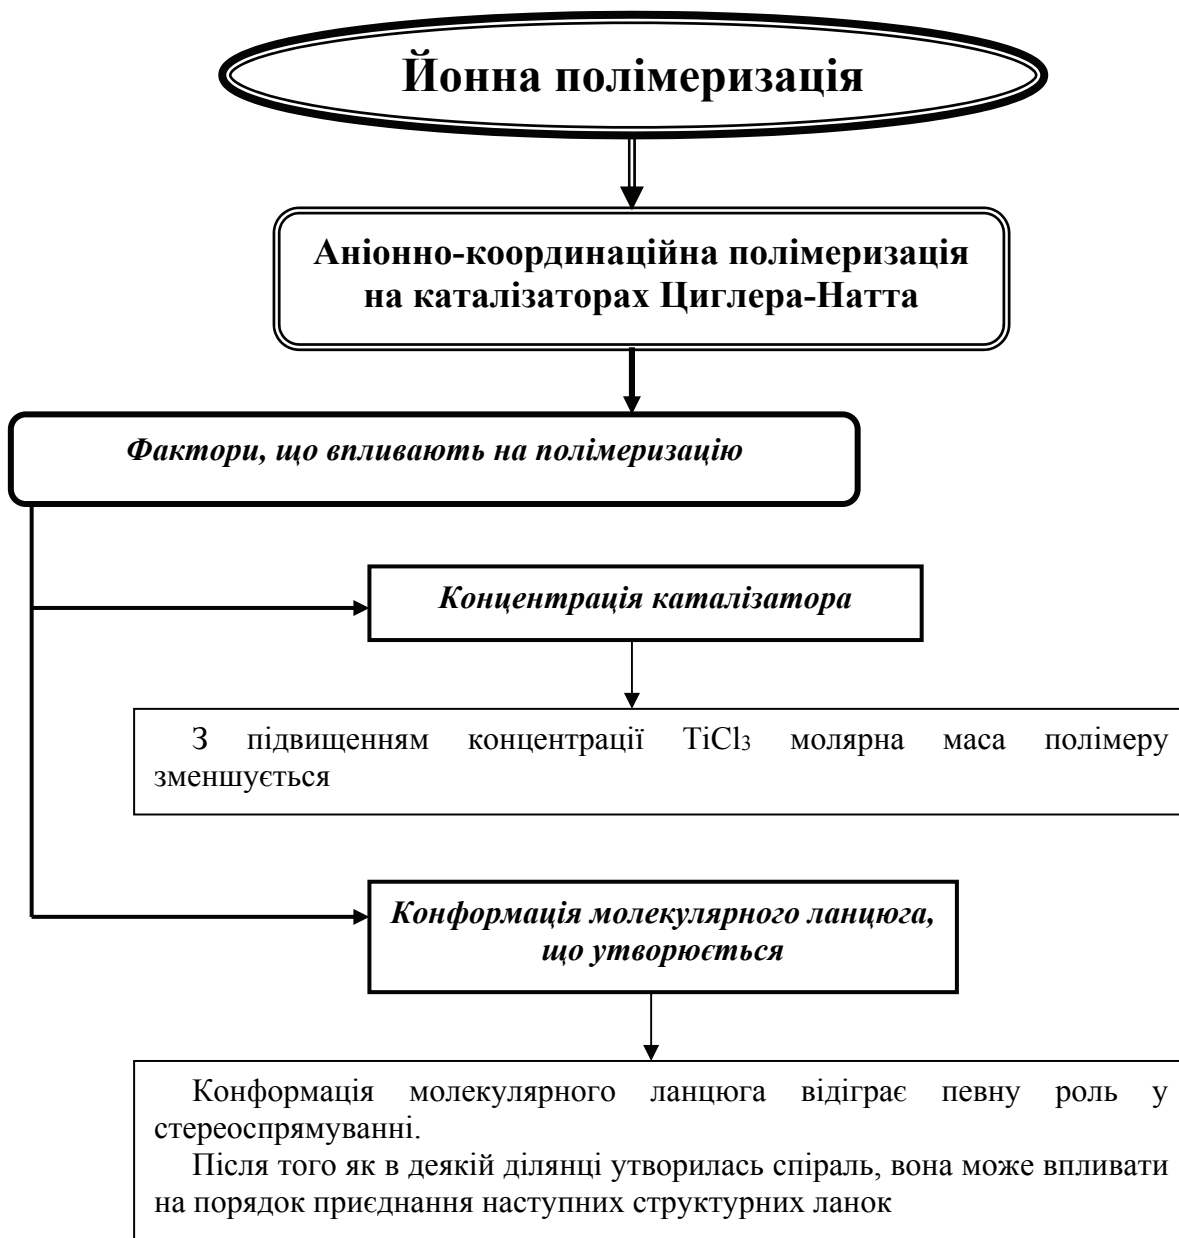 Йонна полімеризація
Аніонно-координаційна полімеризація
на каталізаторах Циглера-Натта
Фактори, що впливають на полімеризацію
Концентрація каталізатора
З підвищенням концентрації TiCl₃ молярна маса полімеру
зменшується
Конформація молекулярного ланцюга,
що утворюється
Конформація молекулярного ланцюга відіграє певну роль у
стереоспрямуванні.
Після того як в деякій ділянці утворилась спіраль, вона може впливати
на порядок приєднання наступних структурних ланок